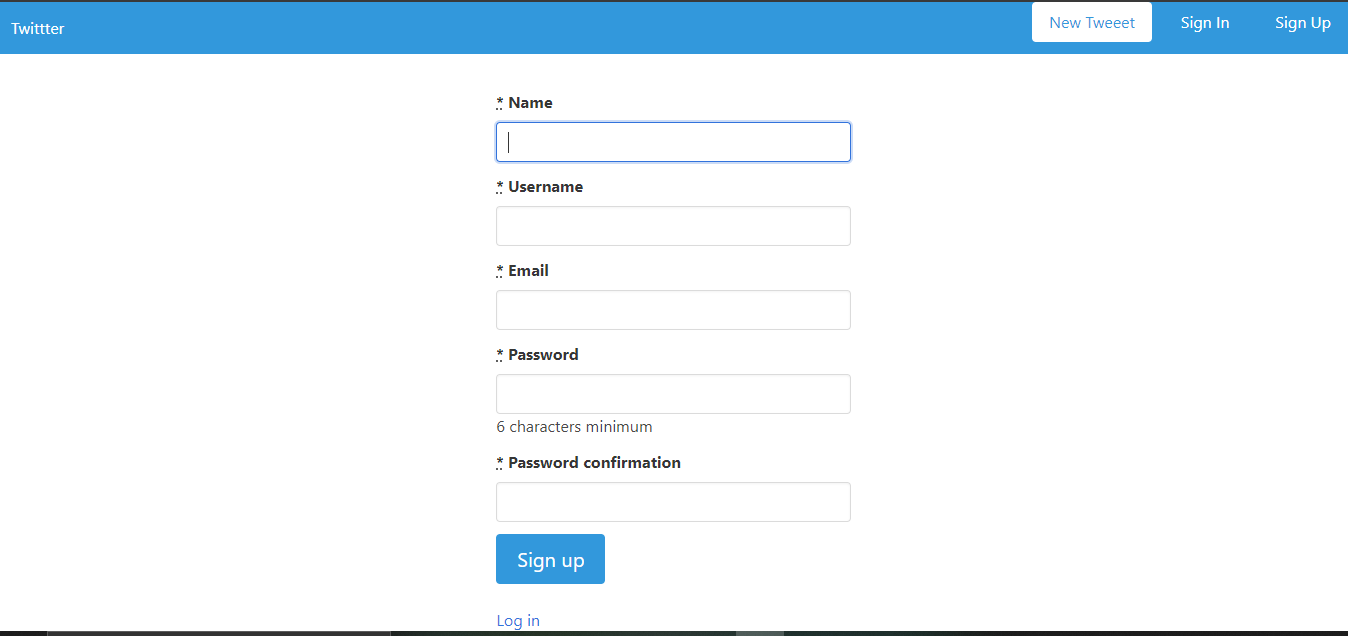 Twittter
New Tweeet Sign In Sign Up
* Name
* Username
* Email
* Password
6 characters minimum
* Password confirmation
Sign up
Log in